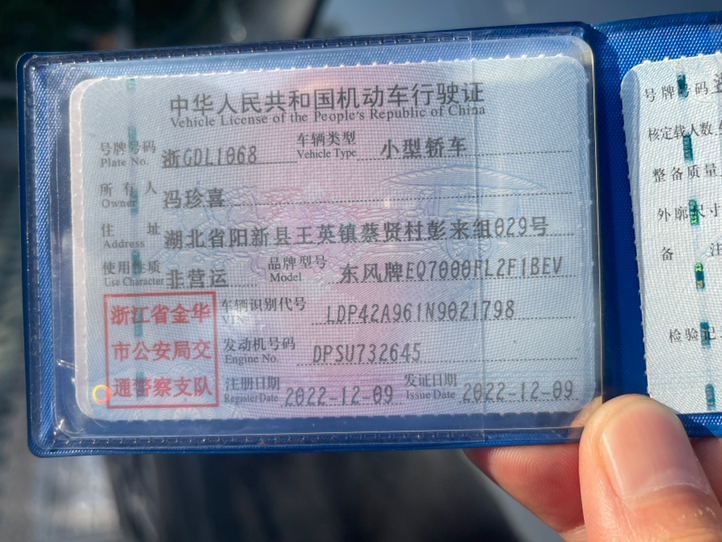 中华人民共和国机动车行驶证
Vehicle License of the People's Republic of China
号牌号码 浙GDL1068 车辆类型 小型轿车
Plate No. Vehicle Type
所有人 冯珍喜
Owner
住址 湖北省阳新县王英镇蔡贤村彭来组029号
Address
使用性质 非营运 品牌型号 东风牌EQ7000FL2F1BEV
Use Character Model
浙江省金华
市公安局交
通警察支队
车辆识别代号 LDP42A961N9021798
VIN
发动机号码 DPSU732645
Engine No.
注册日期 2022-12-09 发证日期 2022-12-09
Register Date Issue Date
号牌号码
核定载人数
整备质量
外廓尺寸
备注
检验记